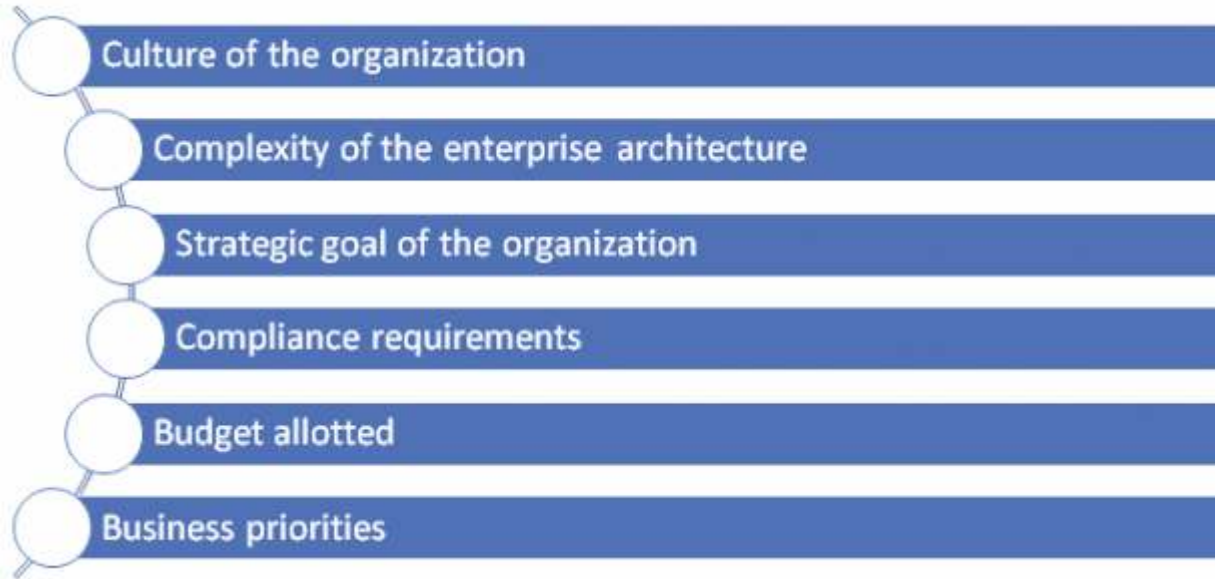 Culture of the organization
Complexity of the enterprise architecture
Strategic goal of the organization
Compliance requirements
Budget allotted
Business priorities